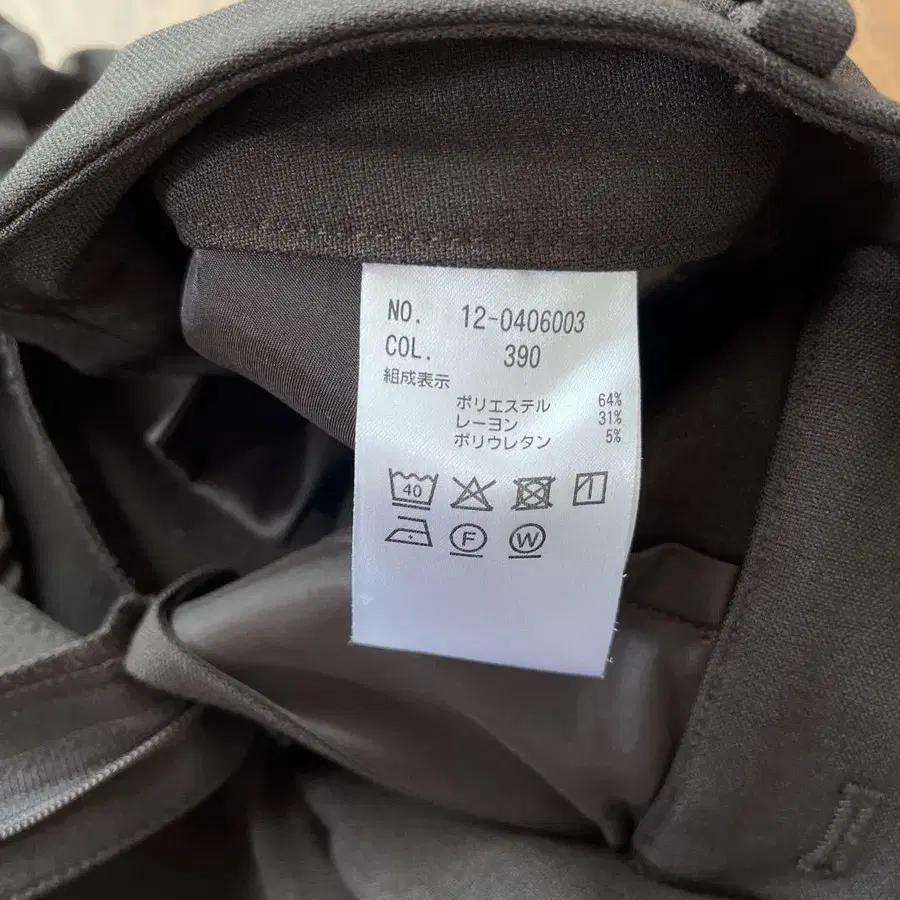 NO. 12-0406003
COL. 390
組成表示
ポリエステル 64%
レーヨン 31%
ポリウレタン 5%
40
F W